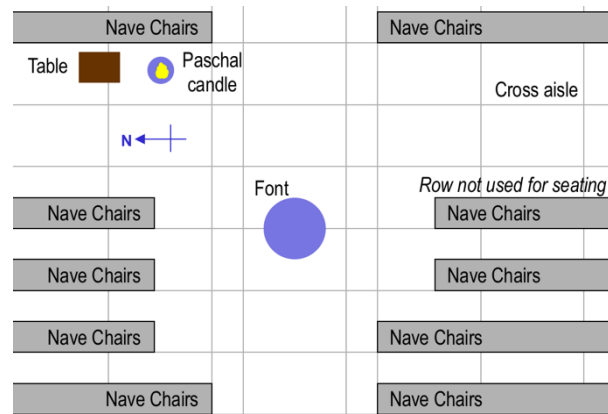 Nave Chairs
Nave Chairs
Table
Paschal
candle
Cross aisle
N
Font
Row not used for seating
Nave Chairs
Nave Chairs
Nave Chairs
Nave Chairs
Nave Chairs
Nave Chairs
Nave Chairs
Nave Chairs